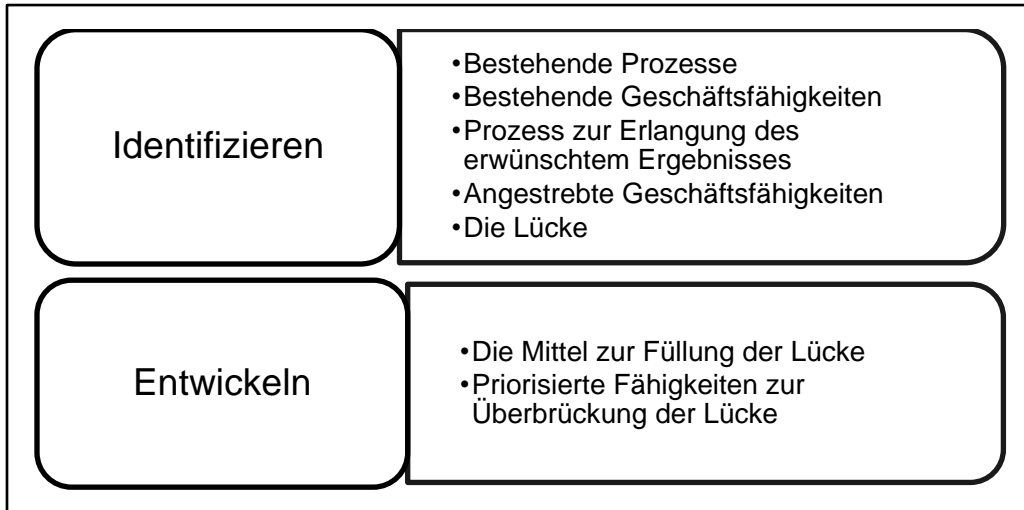 Identifizieren
•Bestehende Prozesse
•Bestehende Geschäftsfähigkeiten
•Prozess zur Erlangung des
erwünschtem Ergebnisses
•Angestrebte Geschäftsfähigkeiten
•Die Lücke
Entwickeln
•Die Mittel zur Füllung der Lücke
•Priorisierte Fähigkeiten zur
Überbrückung der Lücke